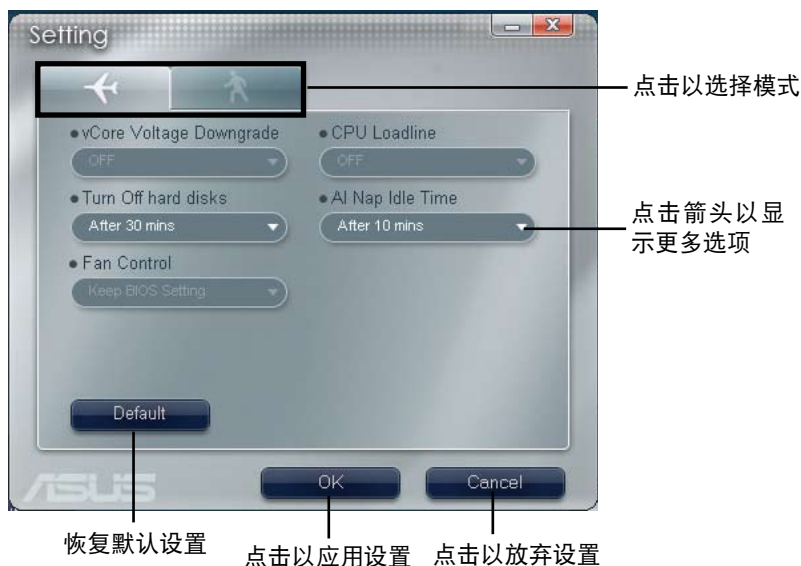 Setting
点击以选择模式
vCore Voltage Downgrade
CPU Loadline
OFF
OFF
Turn Off hard disks
AI Nap Idle Time
After 30 mins
After 10 mins
点击箭头以显
示更多选项
Fan Control
Keep BIOS Setting
Default
ASUS
OK
Cancel
恢复默认设置
点击以应用设置
点击以放弃设置